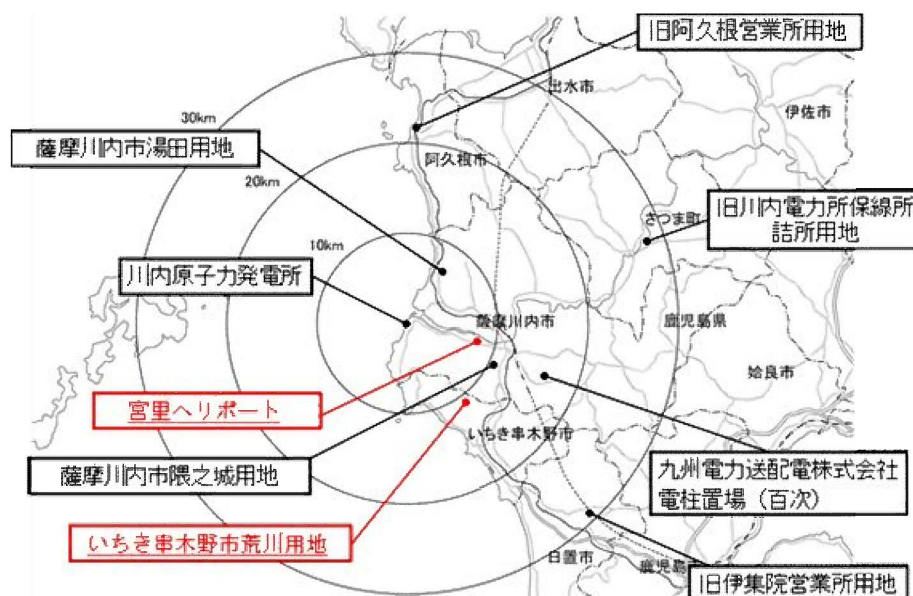 旧阿久根営業所用地
出水市
伊佐市
30km
薩摩川内市湯田用地
阿久根市
20km
旧川内電力所保線所
詰所用地
さつま町
10km
川内原子力発電所
薩摩川内市
鹿児島県
姶良市
宮里ヘリポート
いちき串木野市
薩摩川内市隈之城用地
九州電力送配電株式会社
電柱置場（百次）
いちき串木野市荒川用地
日置市
鹿児島
旧伊集院営業所用地